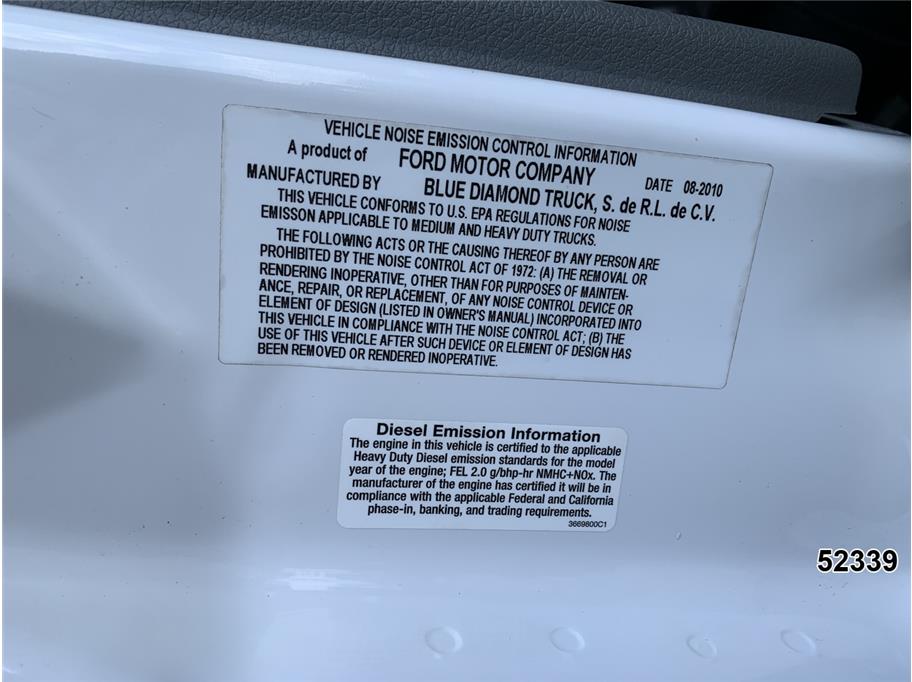 VEHICLE NOISE EMISSION CONTROL INFORMATION
A product of FORD MOTOR COMPANY DATE 08-2010
MANUFACTURED BY BLUE DIAMOND TRUCK, S. de R.L. de C.V.
THIS VEHICLE CONFORMS TO U.S. EPA REGULATIONS FOR NOISE
EMISSON APPLICABLE TO MEDIUM AND HEAVY DUTY TRUCKS.
THE FOLLOWING ACTS OR THE CAUSING THEREOF BY ANY PERSON ARE
PROHIBITED BY THE NOISE CONTROL ACT OF 1972: (A) THE REMOVAL OR
RENDERING INOPERATIVE, OTHER THAN FOR PURPOSES OF MAINTEN-
ANCE, REPAIR, OR REPLACEMENT, OF ANY NOISE CONTROL DEVICE OR
ELEMENT OF DESIGN (LISTED IN OWNER'S MANUAL) INCORPORATED INTO
THIS VEHICLE IN COMPLIANCE WITH THE NOISE CONTROL ACT; (B) THE
USE OF THIS VEHICLE AFTER SUCH DEVICE OR ELEMENT OF DESIGN HAS
BEEN REMOVED OR RENDERED INOPERATIVE.
Diesel Emission Information
The engine in this vehicle is certified to the applicable
Heavy Duty Diesel emission standards for the model
year of the engine; FEL 2.0 g/bhp-hr NMHC+NOx. The
manufacturer of the engine has certified it will be in
compliance with the applicable Federal and California
phase-in, banking, and trading requirements.
3669800C1
52339